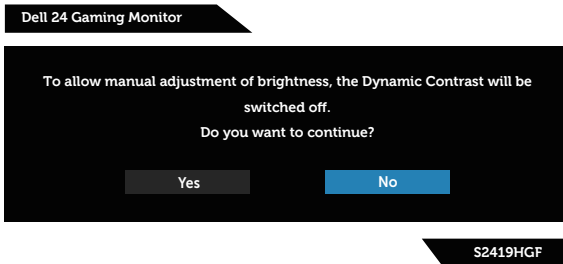 Dell 24 Gaming Monitor
To allow manual adjustment of brightness, the Dynamic Contrast will be
switched off.
Do you want to continue?
Yes
No
S2419HGF